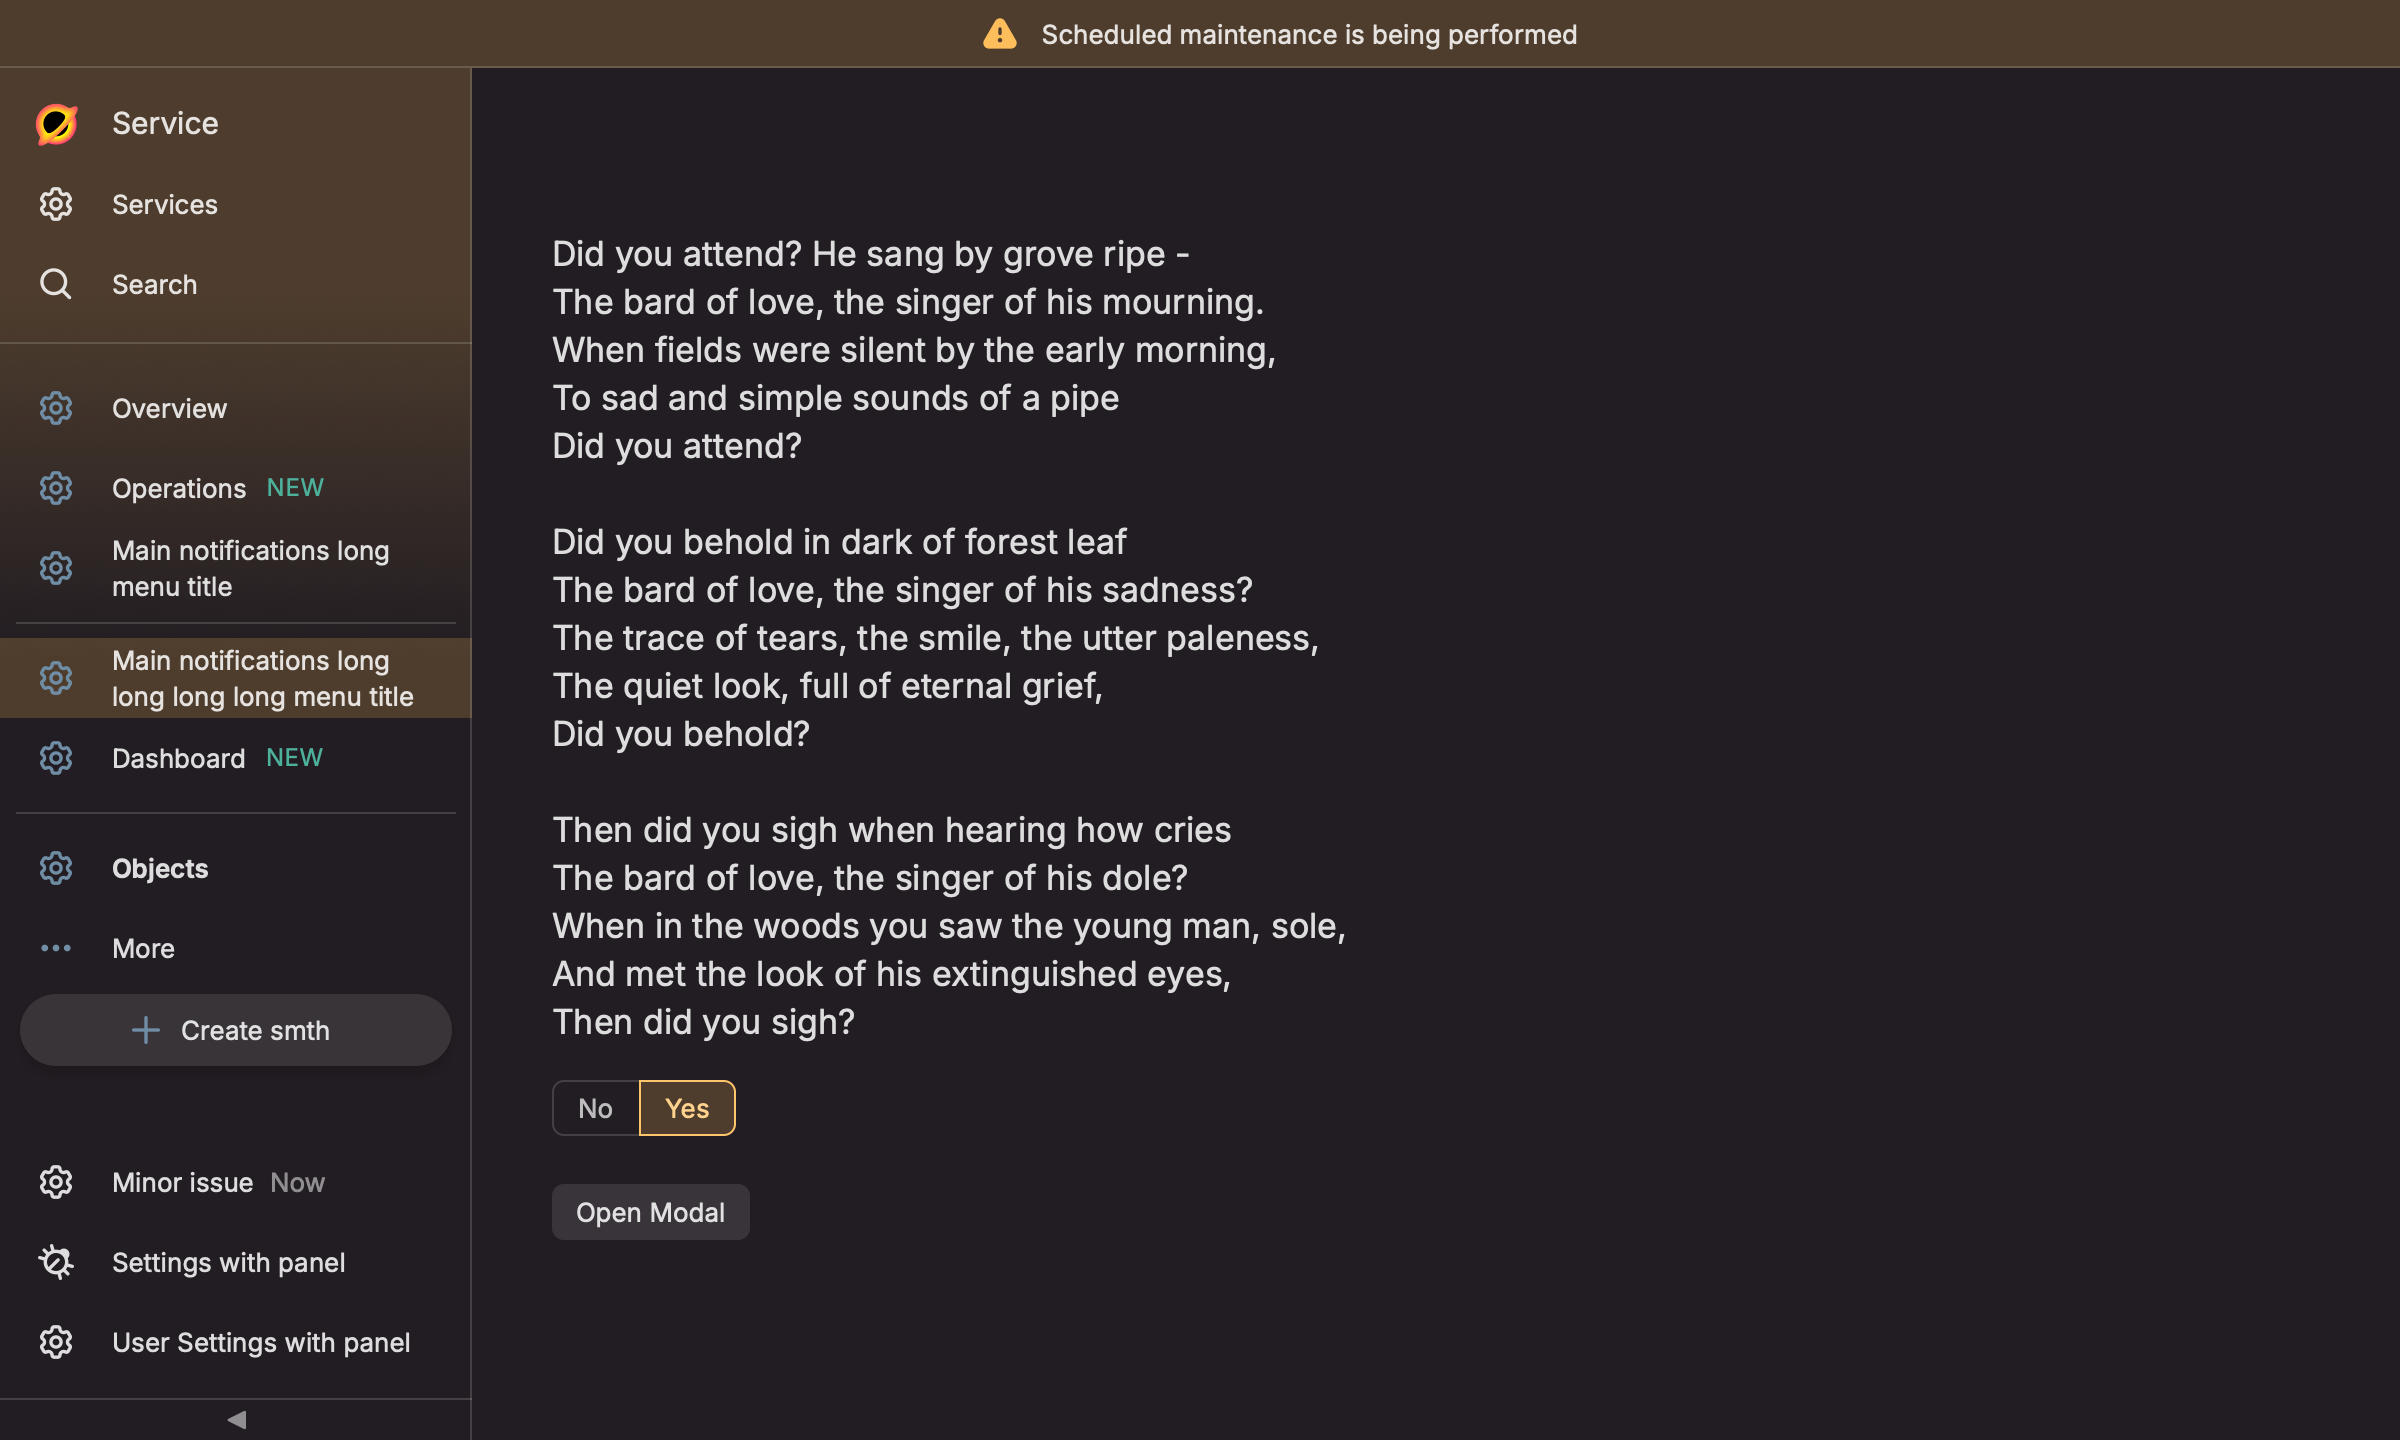 Scheduled maintenance is being performed
Service
Services
Search
Overview
Operations NEW
Main notifications long
menu title
Main notifications long
long long long menu title
Dashboard NEW
Objects
More
Create smth
Minor issue Now
Settings with panel
User Settings with panel
Did you attend? He sang by grove ripe -
The bard of love, the singer of his mourning.
When fields were silent by the early morning,
To sad and simple sounds of a pipe
Did you attend?
Did you behold in dark of forest leaf
The bard of love, the singer of his sadness?
The trace of tears, the smile, the utter paleness,
The quiet look, full of eternal grief,
Did you behold?
Then did you sigh when hearing how cries
The bard of love, the singer of his dole?
When in the woods you saw the young man, sole,
And met the look of his extinguished eyes,
Then did you sigh?
No Yes
Open Modal